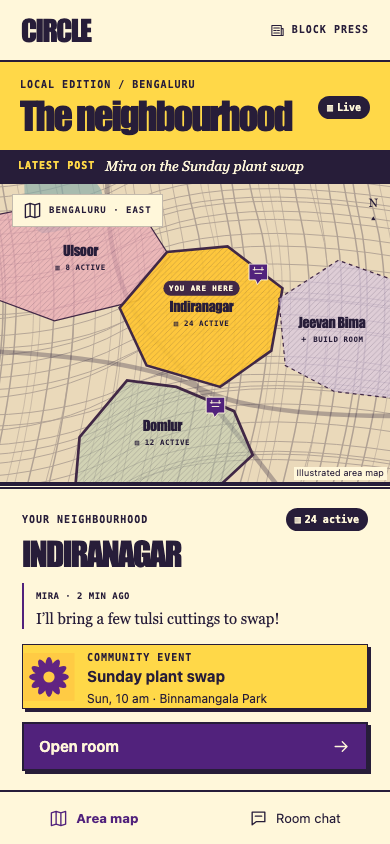 CIRCLE
BLOCK PRESS
LOCAL EDITION / BENGALURU
The neighbourhood
Live
LATEST POST Mira on the Sunday plant swap
BENGALURU · EAST
N
Ulsoor
8 ACTIVE
YOU ARE HERE
Indiranagar
24 ACTIVE
Jeevan Bima
+ BUILD ROOM
Domlur
12 ACTIVE
Illustrated area map
YOUR NEIGHBOURHOOD
24 active
INDIRANAGAR
MIRA · 2 MIN AGO
I’ll bring a few tulsi cuttings to swap!
COMMUNITY EVENT
Sunday plant swap
Sun, 10 am · Binnamangala Park
Open room →
Area map
Room chat